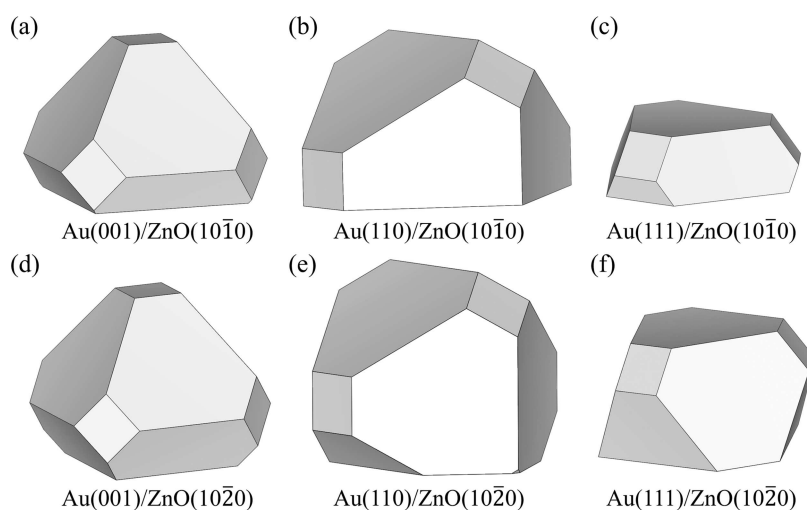 (a) (b) (c)
Au(001)/ZnO(101̅0) Au(110)/ZnO(101̅0) Au(111)/ZnO(101̅0)
(d) (e) (f)
Au(001)/ZnO(102̅0) Au(110)/ZnO(102̅0) Au(111)/ZnO(102̅0)